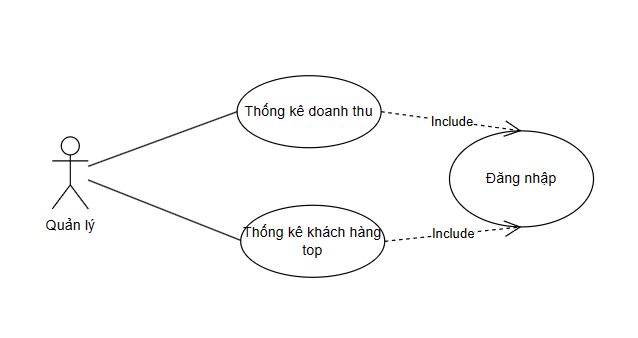 Thống kê doanh thu
Include
Đăng nhập
Quản lý
Thống kê khách hàng
top
Include